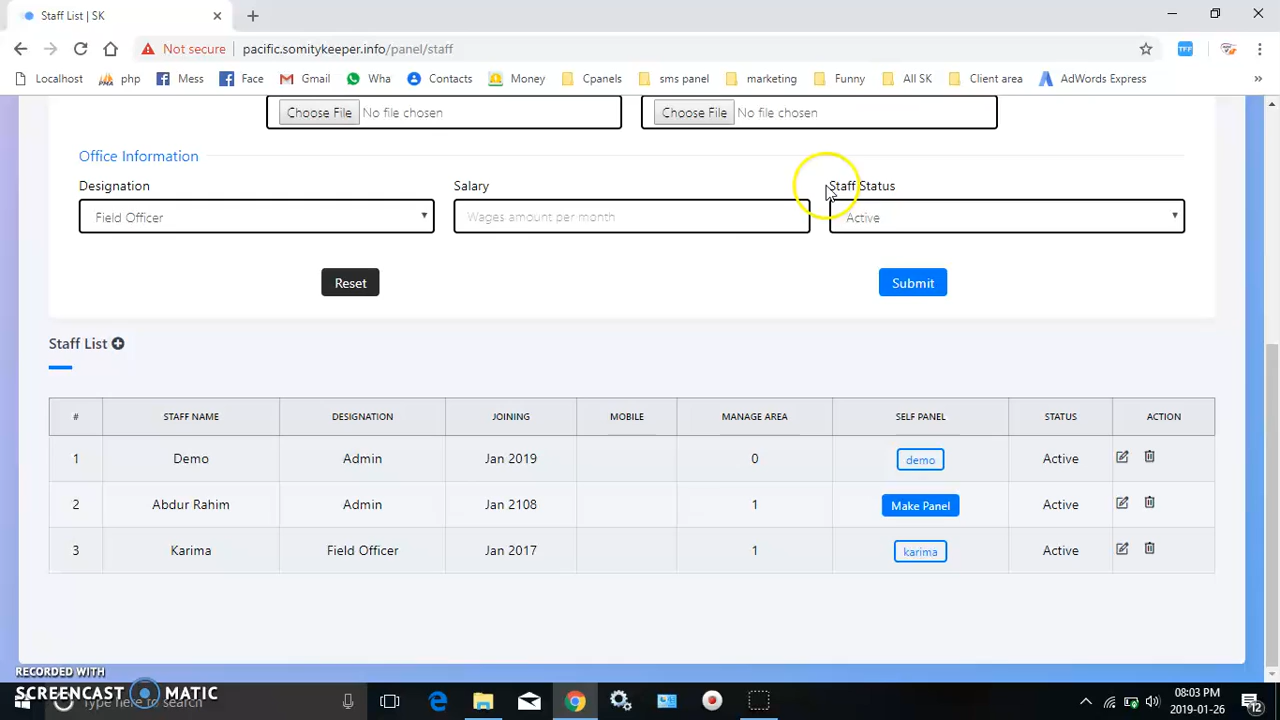 Staff List | SK
Not secure pacific.somitykeeper.info/panel/staff
Localhost php Mess Face Gmail Wha Contacts Money Cpanels sms panel marketing Funny All SK Client area AdWords Express »
Choose File No file chosen Choose File No file chosen
Office Information
Designation Salary Staff Status
Field Officer Wages amount per month Active
Reset Submit
Staff List
# STAFF NAME DESIGNATION JOINING MOBILE MANAGE AREA SELF PANEL STATUS ACTION
1 Demo Admin Jan 2019 0 demo Active
2 Abdur Rahim Admin Jan 2108 1 Make Panel Active
3 Karima Field Officer Jan 2017 1 karima Active
RECORDED WITH
SCREENCAST MATIC
Type here to search
08:03 PM
2019-01-26
12